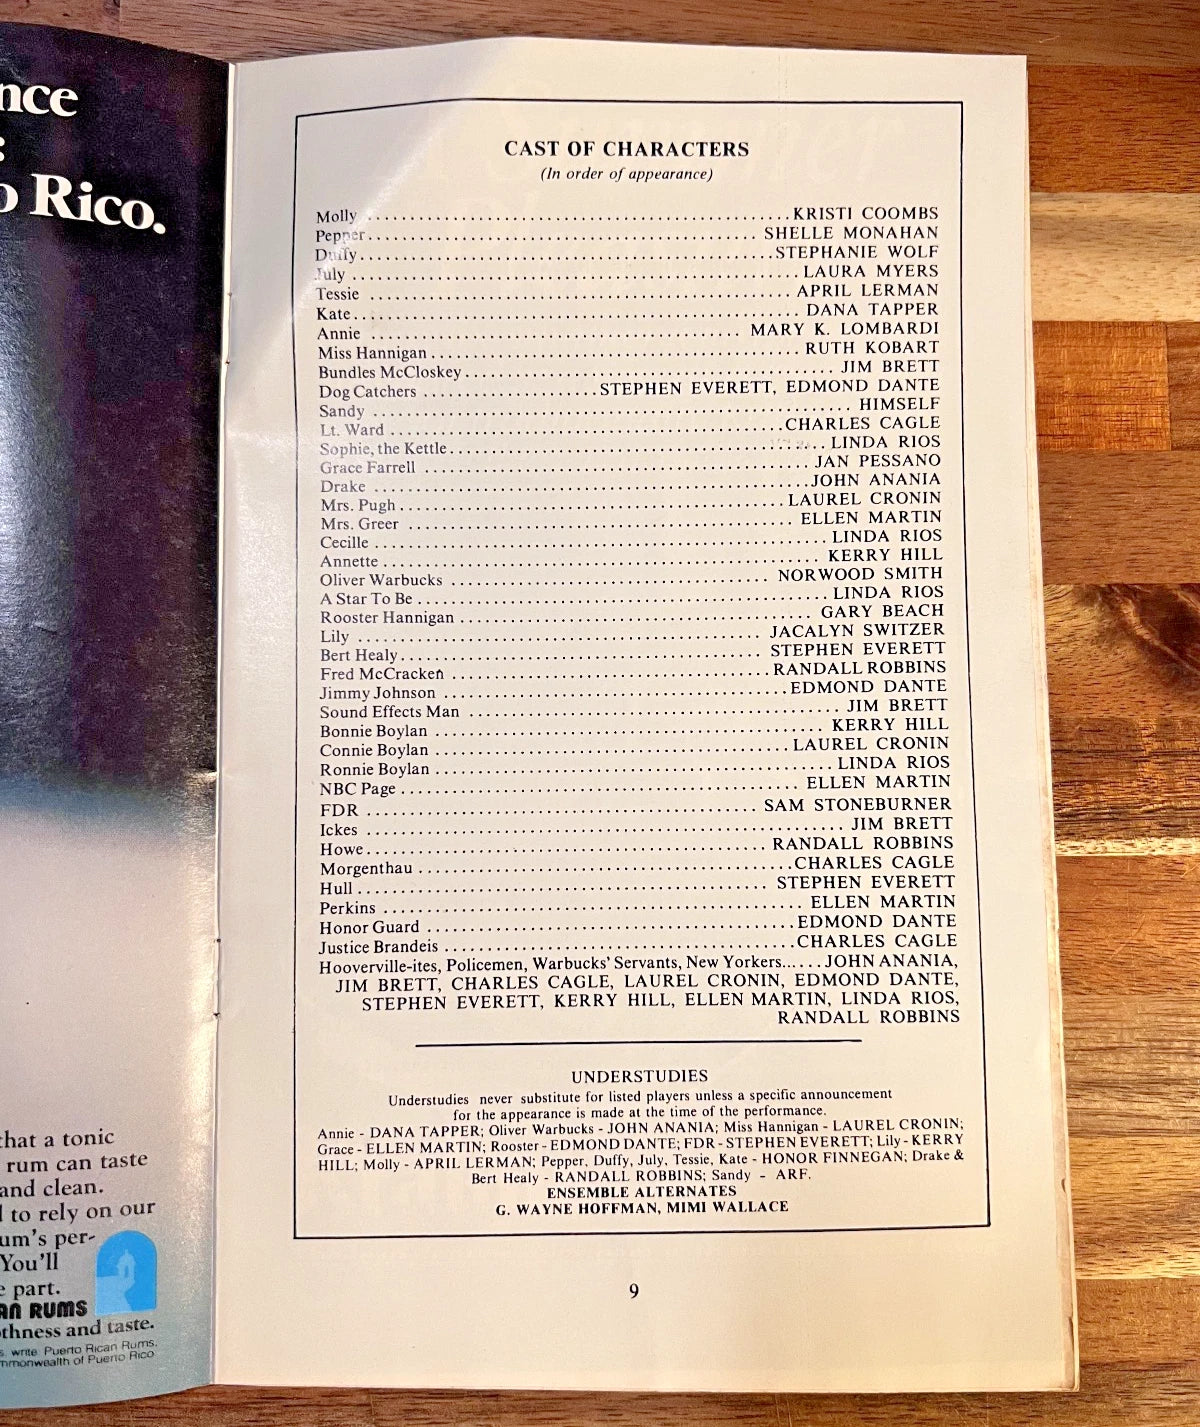 nce
:
o Rico.
that a tonic
rum can taste
and clean.
l to rely on our
um's per-
You'll
e part.
AN RUMS
othness and taste.
s. write Puerto Rican Rums.
mmonwealth of Puerto Rico
CAST OF CHARACTERS
(In order of appearance)
Molly ........ KRISTI COOMBS
Pepper ........ SHELLE MONAHAN
Duffy ........ STEPHANIE WOLF
July ........ LAURA MYERS
Tessie ........ APRIL LERMAN
Kate ........ DANA TAPPER
Annie ........ MARY K. LOMBARDI
Miss Hannigan ........ RUTH KOBART
Bundles McCloskey ........ JIM BRETT
Dog Catchers ........ STEPHEN EVERETT, EDMOND DANTE
Sandy ........ HIMSELF
Lt. Ward ........ CHARLES CAGLE
Sophie, the Kettle ........ LINDA RIOS
Grace Farrell ........ JAN PESSANO
Drake ........ JOHN ANANIA
Mrs. Pugh ........ LAUREL CRONIN
Mrs. Greer ........ ELLEN MARTIN
Cecille ........ LINDA RIOS
Annette ........ KERRY HILL
Oliver Warbucks ........ NORWOOD SMITH
A Star To Be ........ LINDA RIOS
Rooster Hannigan ........ GARY BEACH
Lily ........ JACALYN SWITZER
Bert Healy ........ STEPHEN EVERETT
Fred McCracken ........ RANDALL ROBBINS
Jimmy Johnson ........ EDMOND DANTE
Sound Effects Man ........ JIM BRETT
Bonnie Boylan ........ KERRY HILL
Connie Boylan ........ LAUREL CRONIN
Ronnie Boylan ........ LINDA RIOS
NBC Page ........ ELLEN MARTIN
FDR ........ SAM STONEBURNER
Ickes ........ JIM BRETT
Howe ........ RANDALL ROBBINS
Morgenthau ........ CHARLES CAGLE
Hull ........ STEPHEN EVERETT
Perkins ........ ELLEN MARTIN
Honor Guard ........ EDMOND DANTE
Justice Brandeis ........ CHARLES CAGLE
Hooverville-ites, Policemen, Warbucks' Servants, New Yorkers...... JOHN ANANIA,
JIM BRETT, CHARLES CAGLE, LAUREL CRONIN, EDMOND DANTE,
STEPHEN EVERETT, KERRY HILL, ELLEN MARTIN, LINDA RIOS,
RANDALL ROBBINS
UNDERSTUDIES
Understudies never substitute for listed players unless a specific announcement
for the appearance is made at the time of the performance.
Annie - DANA TAPPER; Oliver Warbucks - JOHN ANANIA; Miss Hannigan - LAUREL CRONIN;
Grace - ELLEN MARTIN; Rooster - EDMOND DANTE; FDR - STEPHEN EVERETT; Lily - KERRY
HILL; Molly - APRIL LERMAN; Pepper, Duffy, July, Tessie, Kate - HONOR FINNEGAN; Drake &
Bert Healy - RANDALL ROBBINS; Sandy - ARF.
ENSEMBLE ALTERNATES
G. WAYNE HOFFMAN, MIMI WALLACE
9